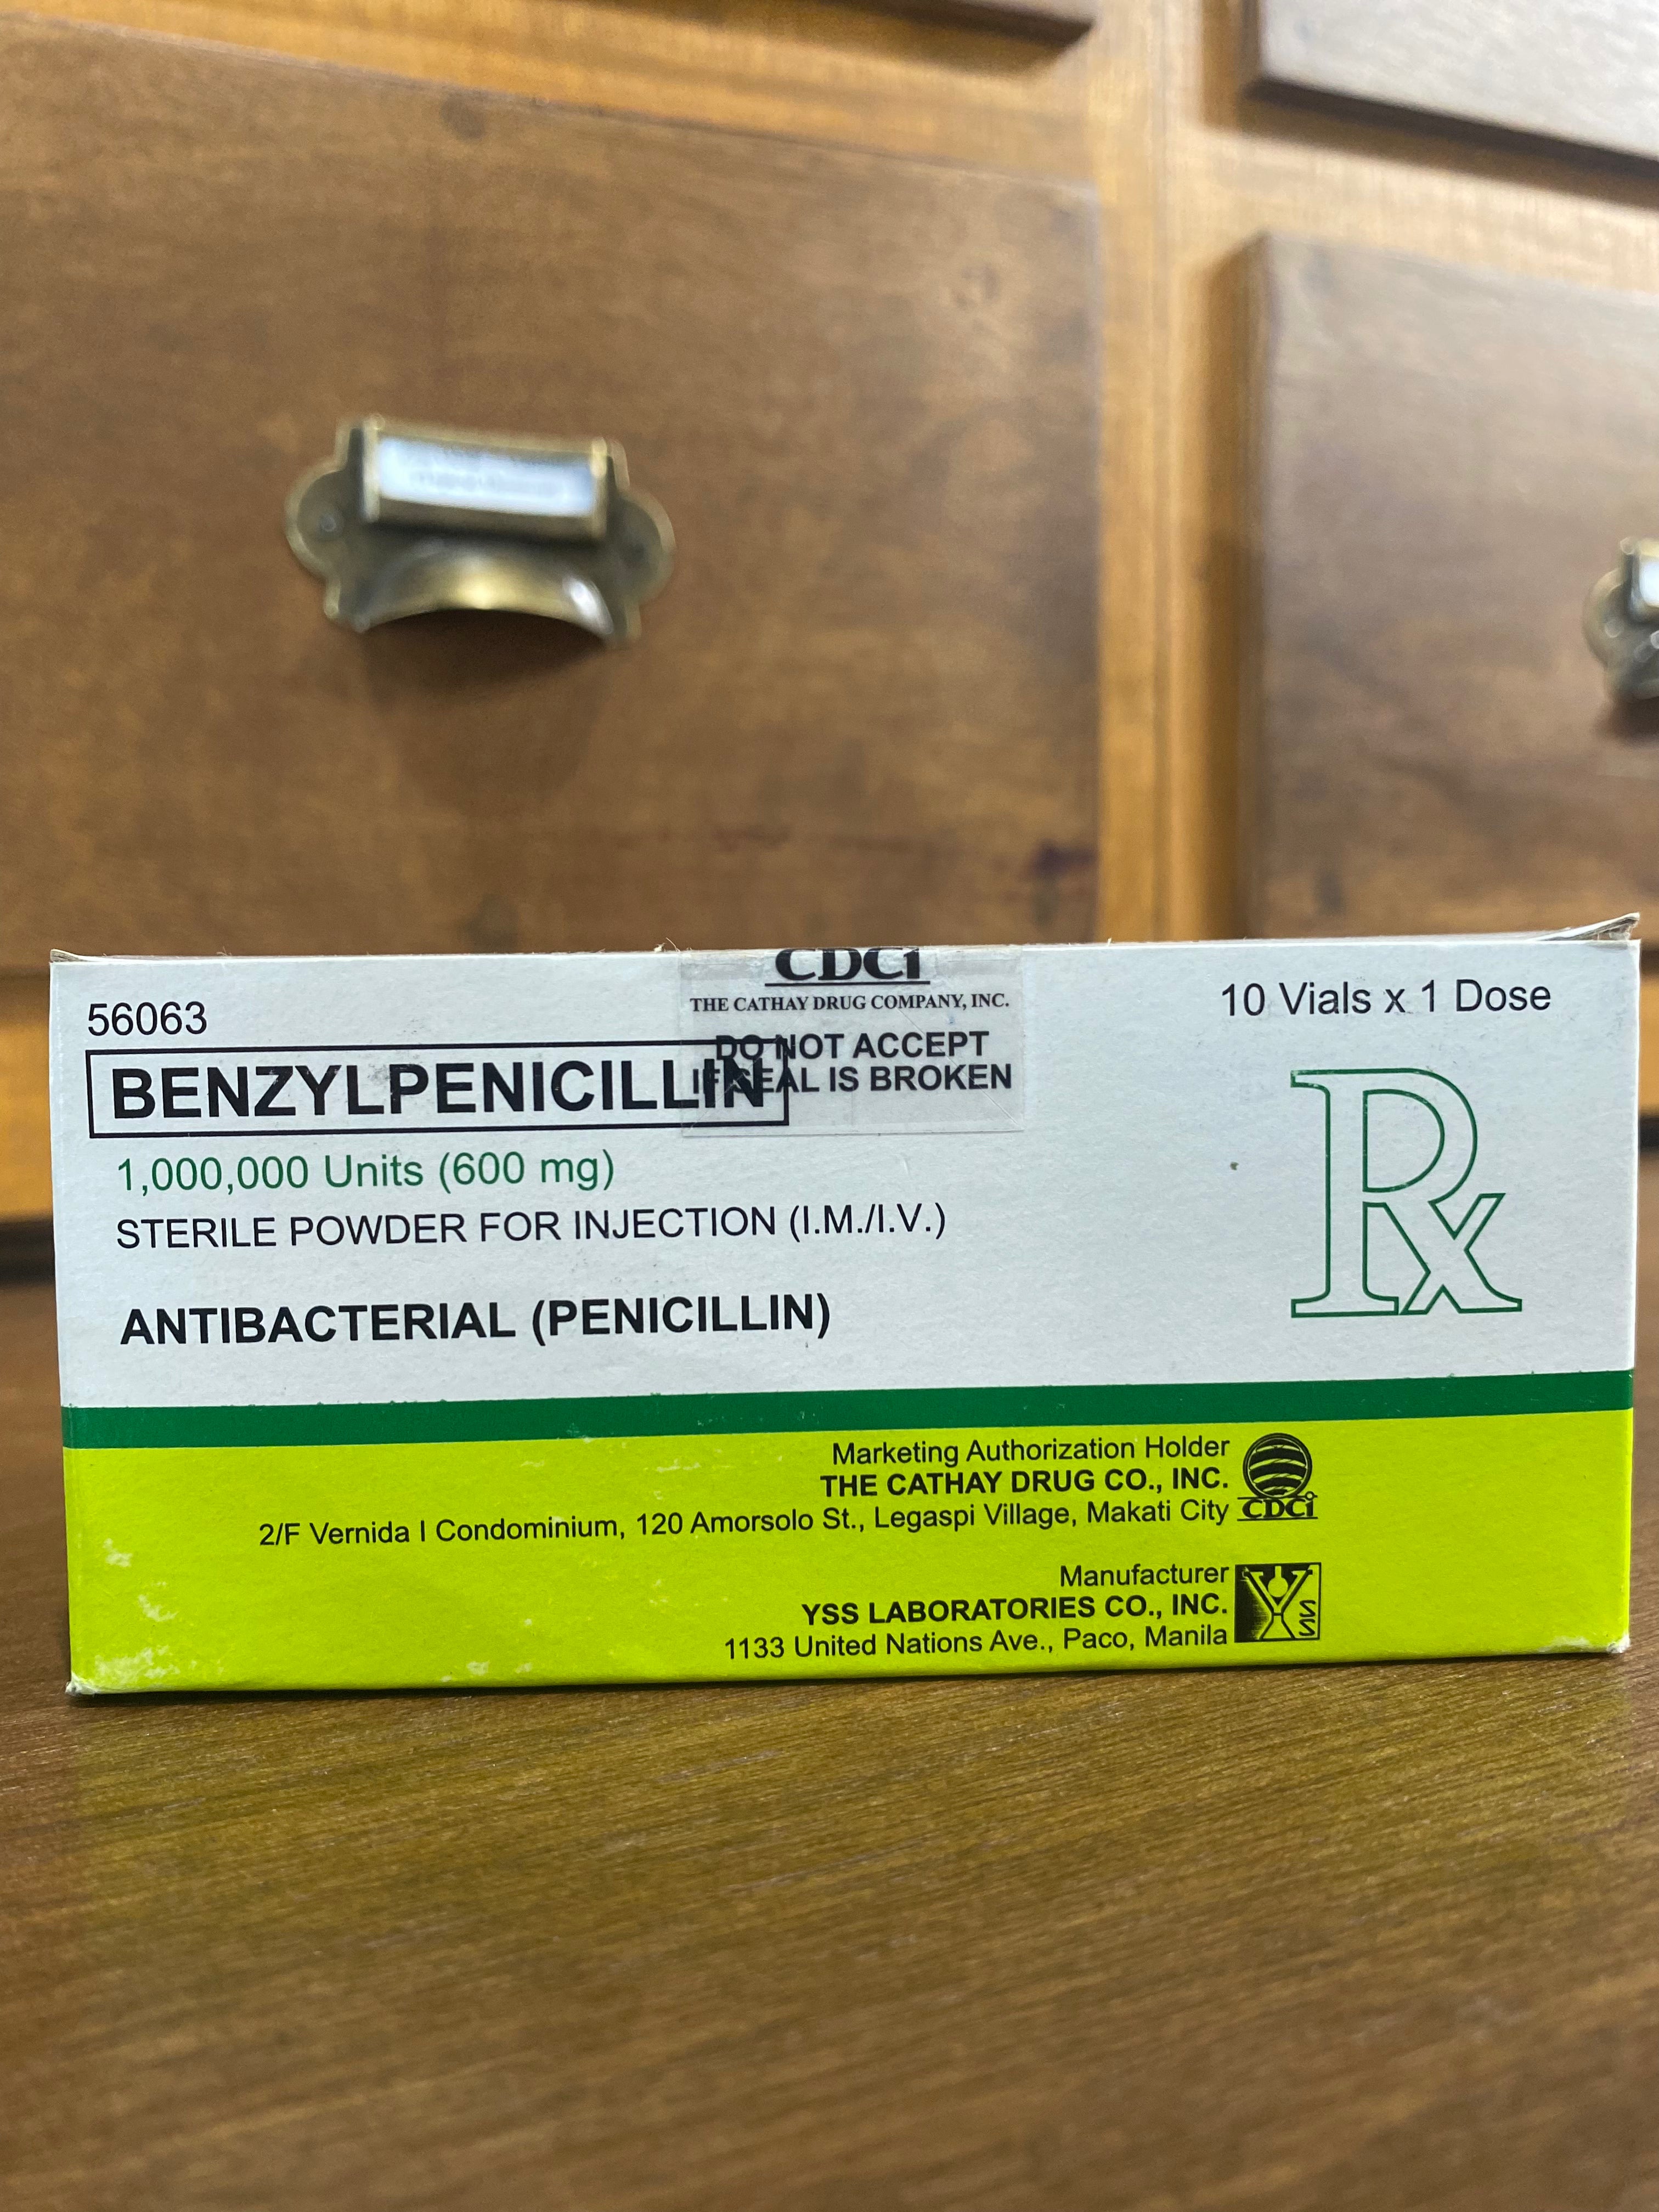 56063
BENZYLPENICILLIN
1,000,000 Units (600 mg)
STERILE POWDER FOR INJECTION (I.M./I.V.)
ANTIBACTERIAL (PENICILLIN)
CDCi
THE CATHAY DRUG COMPANY, INC.
DO NOT ACCEPT
IF SEAL IS BROKEN
10 Vials x 1 Dose
Rx
Marketing Authorization Holder
THE CATHAY DRUG CO., INC.
2/F Vernida I Condominium, 120 Amorsolo St., Legaspi Village, Makati City
CDCi
Manufacturer
YSS LABORATORIES CO., INC.
1133 United Nations Ave., Paco, Manila
YSS